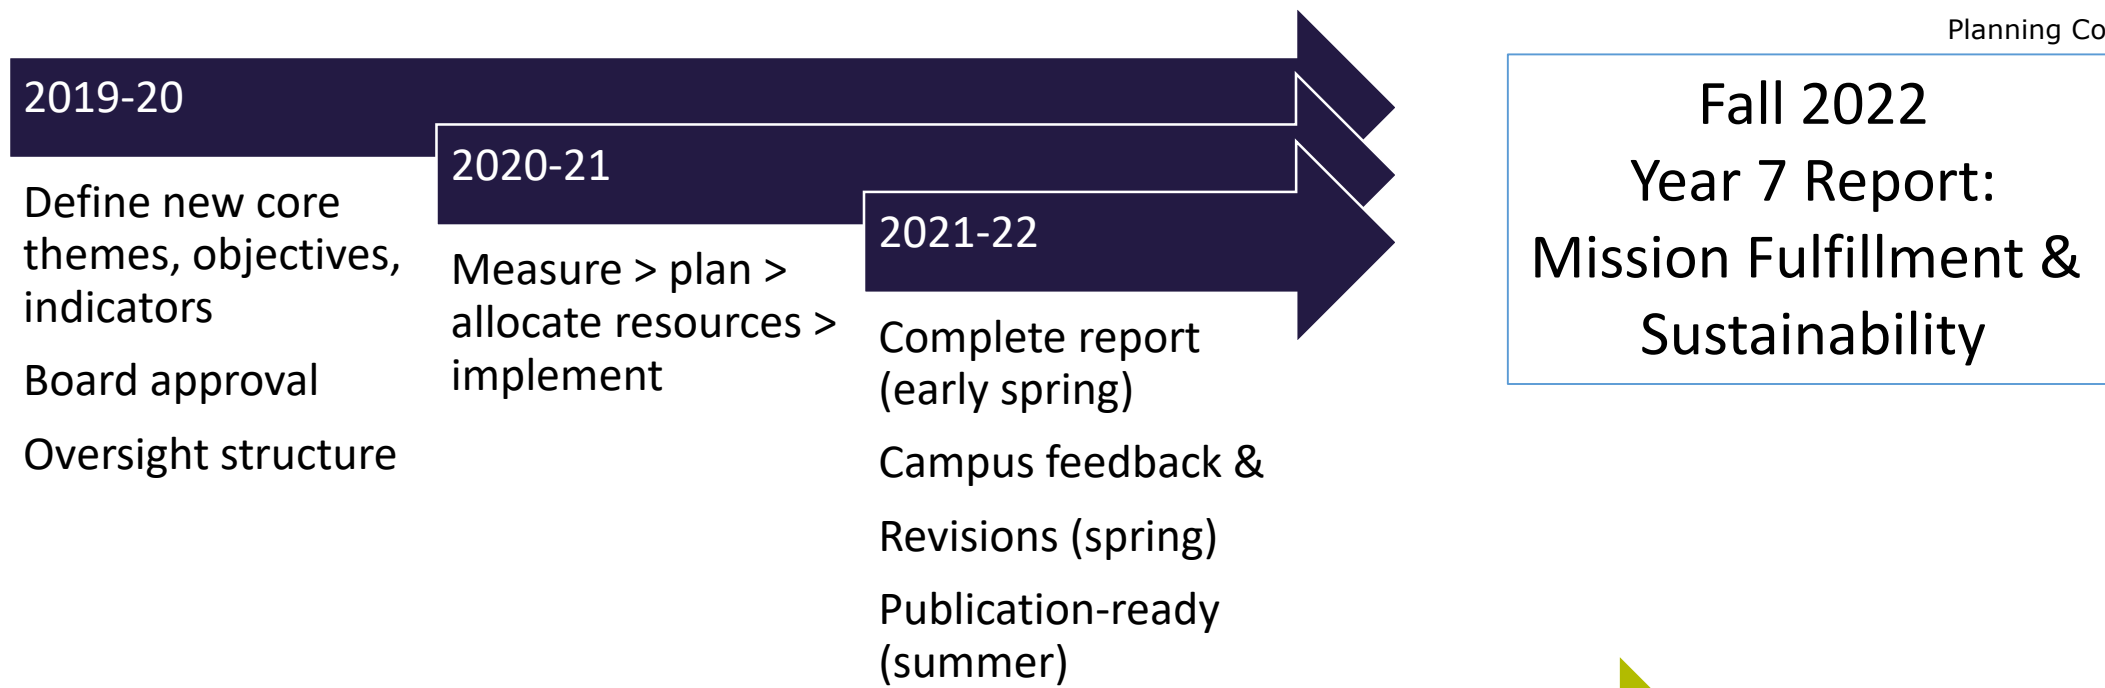 Planning Co
2019-20
Define new core
themes, objectives,
indicators
Board approval
Oversight structure
2020-21
Measure > plan >
allocate resources >
implement
2021-22
Complete report
(early spring)
Campus feedback &
Revisions (spring)
Publication-ready
(summer)
Fall 2022
Year 7 Report:
Mission Fulfillment &
Sustainability